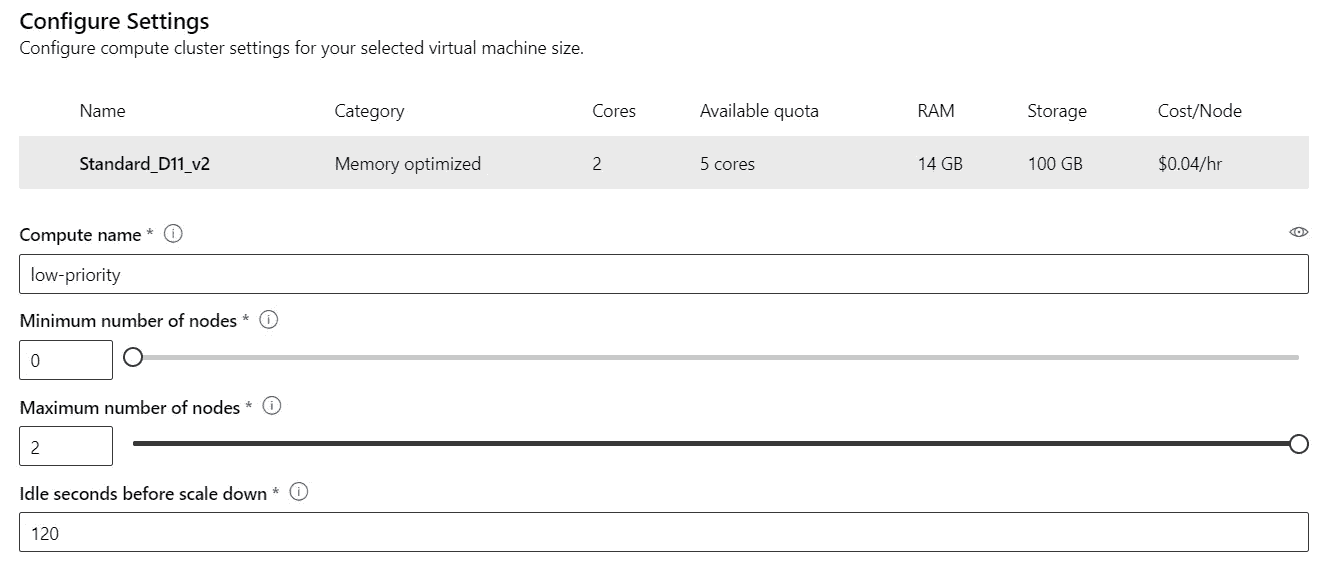 Configure Settings
Configure compute cluster settings for your selected virtual machine size.
Name Category Cores Available quota RAM Storage Cost/Node
Standard_D11_v2 Memory optimized 2 5 cores 14 GB 100 GB $0.04/hr
Compute name *
low-priority
Minimum number of nodes *
0
Maximum number of nodes *
2
Idle seconds before scale down *
120